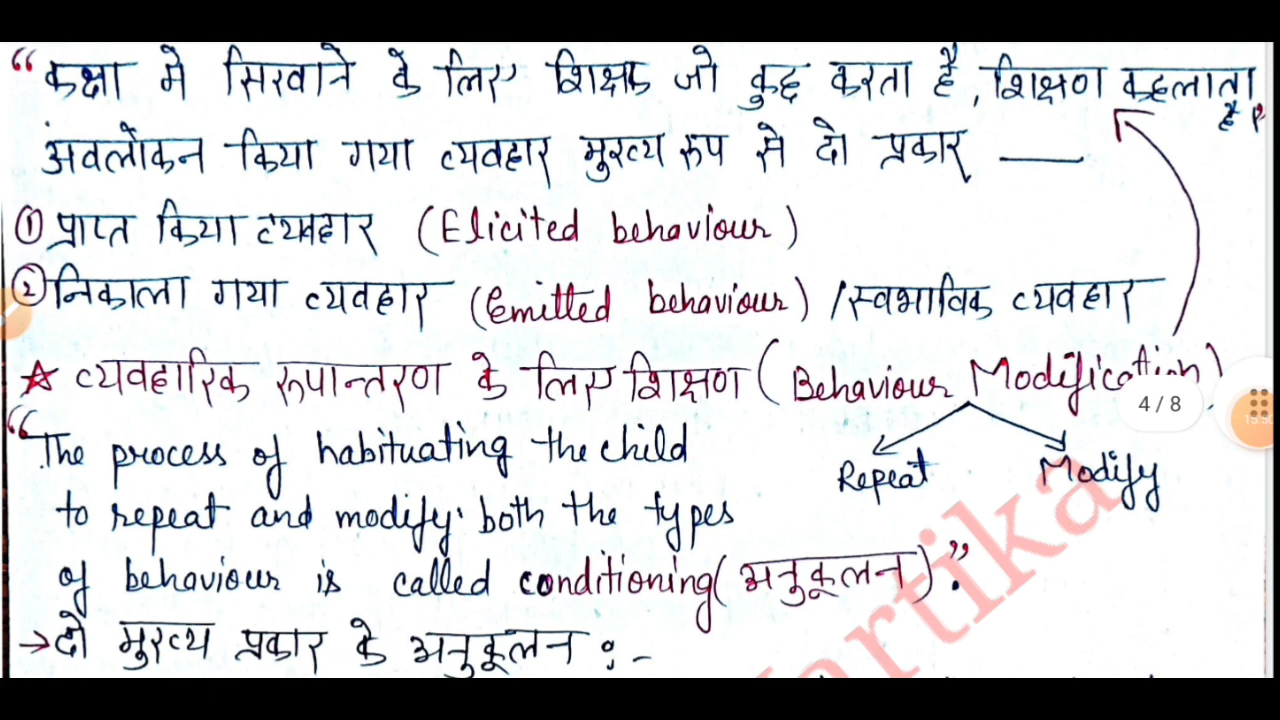 “कक्षा मे सिखाने के लिए शिक्षक जो कुछ करता है, शिक्षण कहलाता है।
अवलोकन किया गया व्यवहार मुख्य रूप से दो प्रकार —
① प्राप्त किया व्यवहार (Elicited behaviour)
② निकाला गया व्यवहार (Emitted behaviour) / स्वभाविक व्यवहार
☆ व्यवहारिक रूपान्तरण के लिए शिक्षण (Behaviour Modification)
4 / 8
Repeat Modify
“The process of habituating the child
to repeat and modify. both the types
of behaviour is called conditioning (अनुकूलन).”
→ दो मुख्य प्रकार के अनुकूलन :-